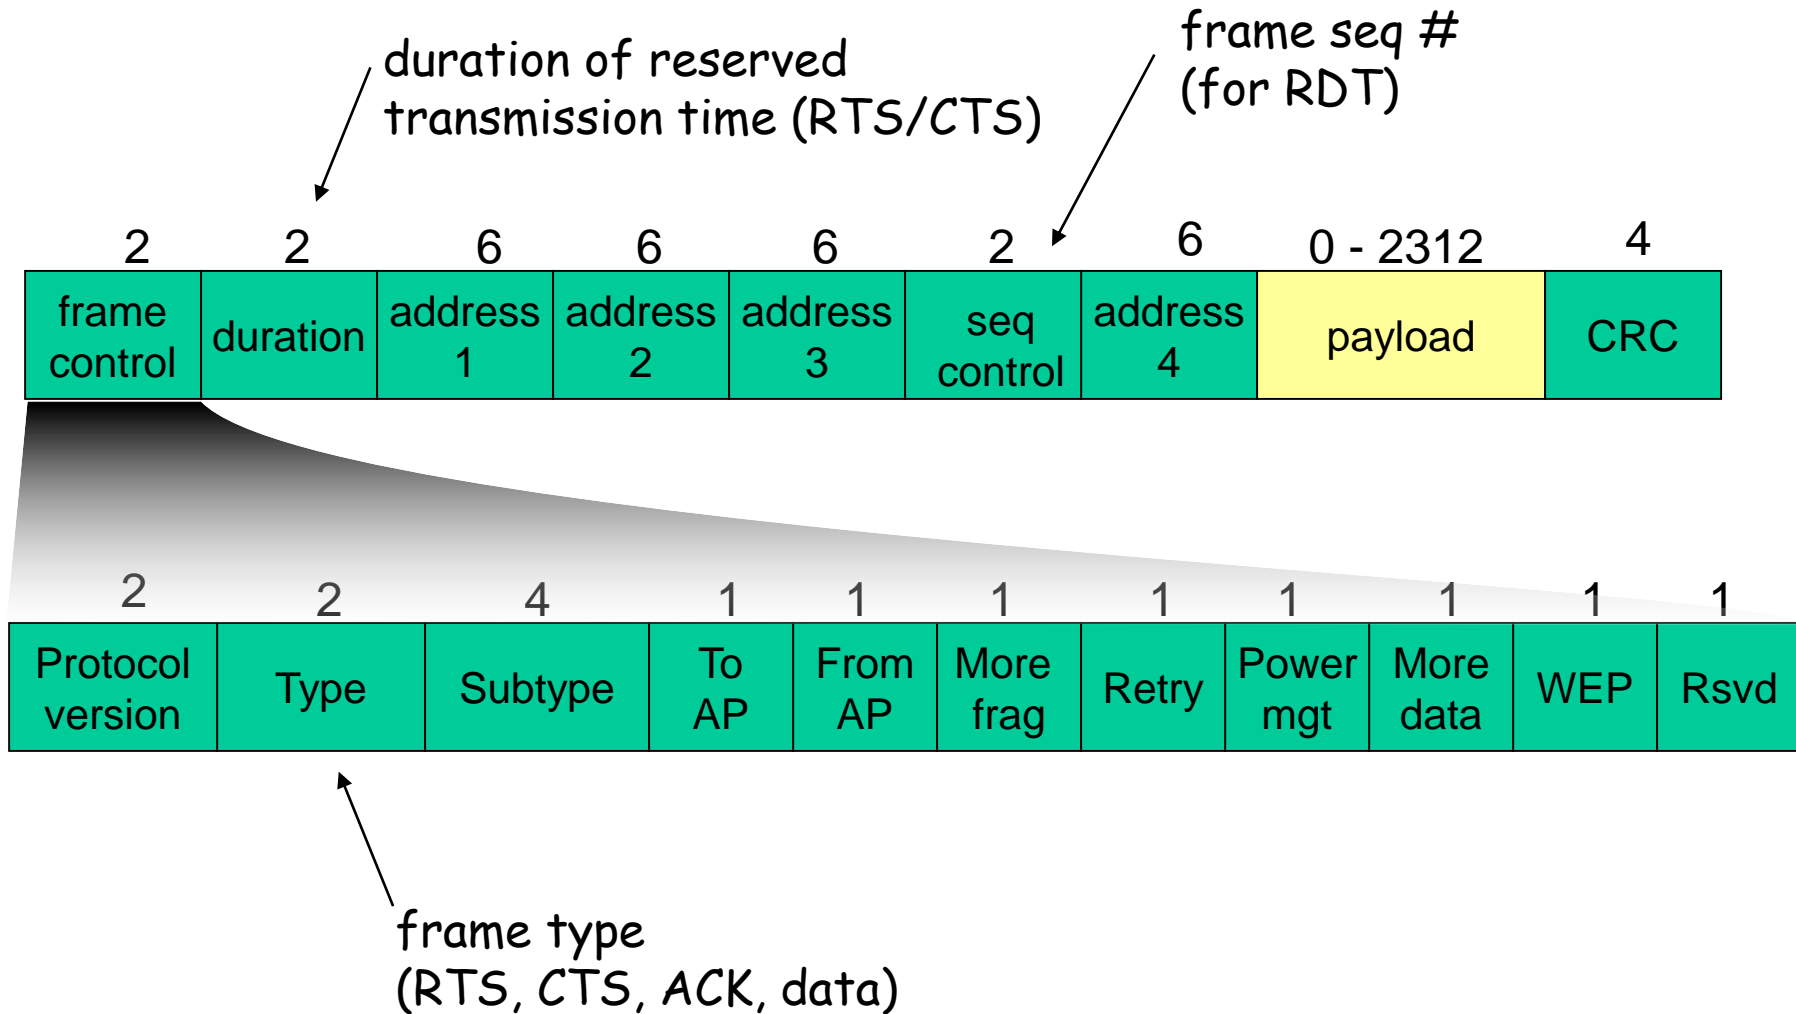 duration of reserved
transmission time (RTS/CTS)
frame seq #
(for RDT)
2 2 6 6 6 2 6 0 - 2312 4
frame
control
duration
address
1
address
2
address
3
seq
control
address
4
payload
CRC
2 2 4 1 1 1 1 1 1 1 1
Protocol
version
Type
Subtype
To
AP
From
AP
More
frag
Retry
Power
mgt
More
data
WEP
Rsvd
frame type
(RTS, CTS, ACK, data)